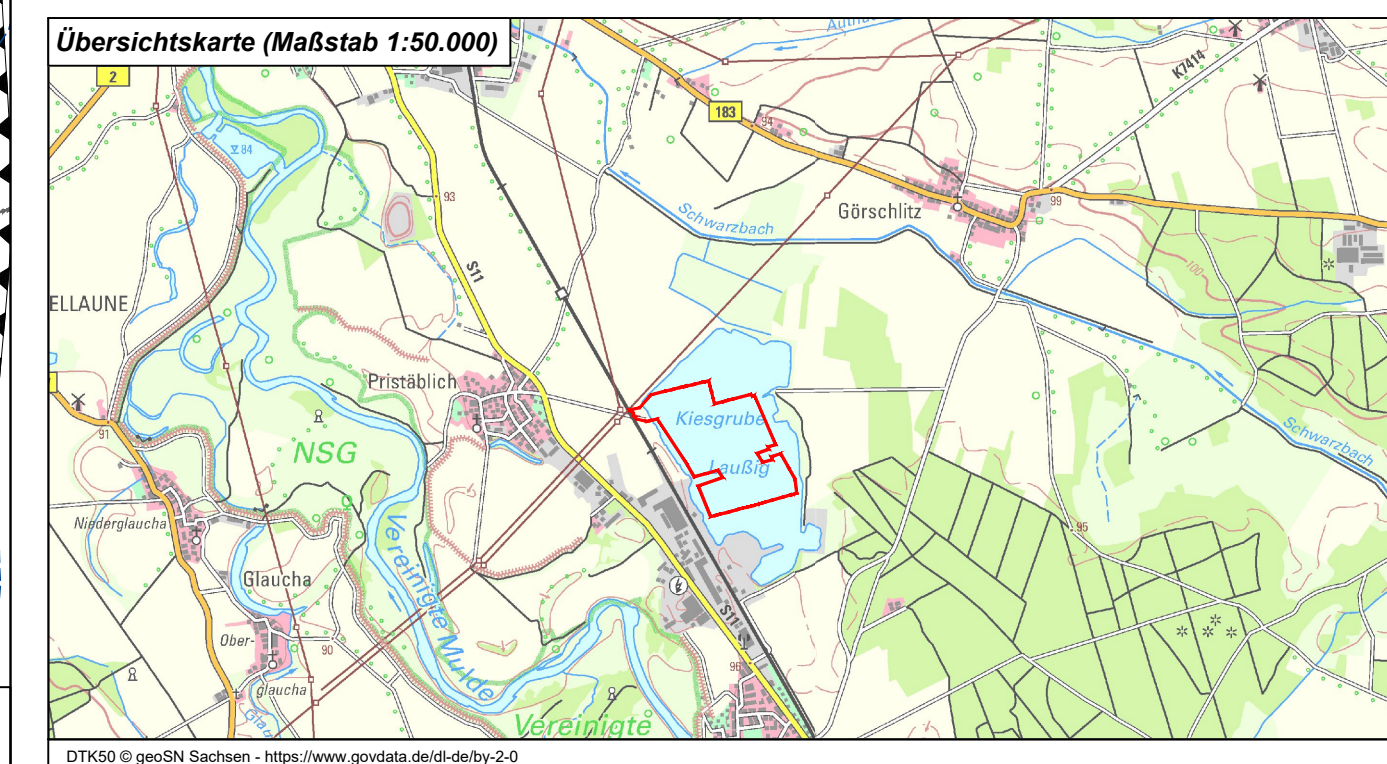 Übersichtskarte (Maßstab 1:50.000)
2
84
93
S11
183
94
K7414
Görschlitz
99
100
Schwarzbach
ELLAUNE
Pristäblich
Kiesgrube
Laußig
91
NSG
Schwarzbach
Niederglaucha
Vereinigte Mulde
95
Glaucha
S11
Ober-
glaucha
90
96
Vereinigte
DTK50 © geoSN Sachsen - https://www.govdata.de/dl-de/by-2-0